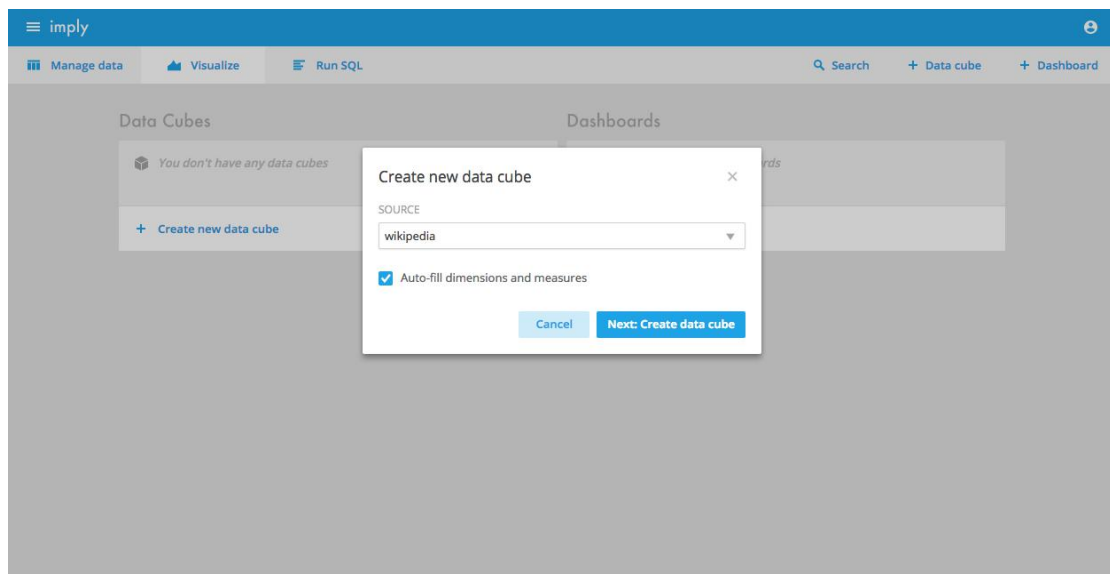 imply
Manage data Visualize Run SQL Search + Data cube + Dashboard
Data Cubes Dashboards
You don't have any data cubes rds
Create new data cube
SOURCE
+ Create new data cube
wikipedia
Auto-fill dimensions and measures
Cancel Next: Create data cube